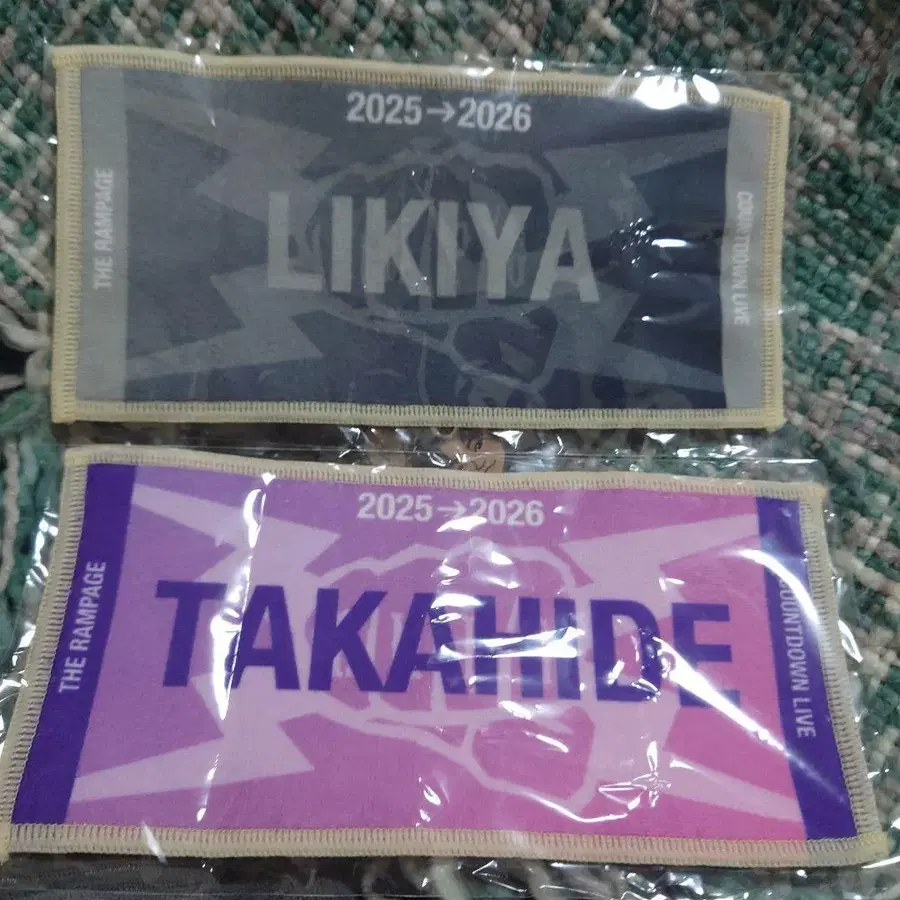 2025→2026
THE RAMPAGE
LIKIYA
COUNTDOWN LIVE
2025→2026
THE RAMPAGE
TAKAHIDE
COUNTDOWN LIVE